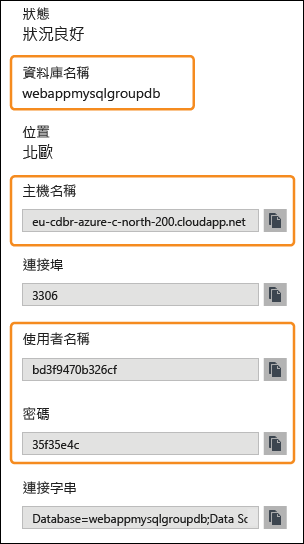 狀態
狀況良好
資料庫名稱
webappmysqlgroupdb
位置
北歐
主機名稱
eu-cdbr-azure-c-north-200.cloudapp.net
連接埠
3306
使用者名稱
bd3f9470b326cf
密碼
35f35e4c
連接字串
Database=webappmysqlgroupdb;Data Sc